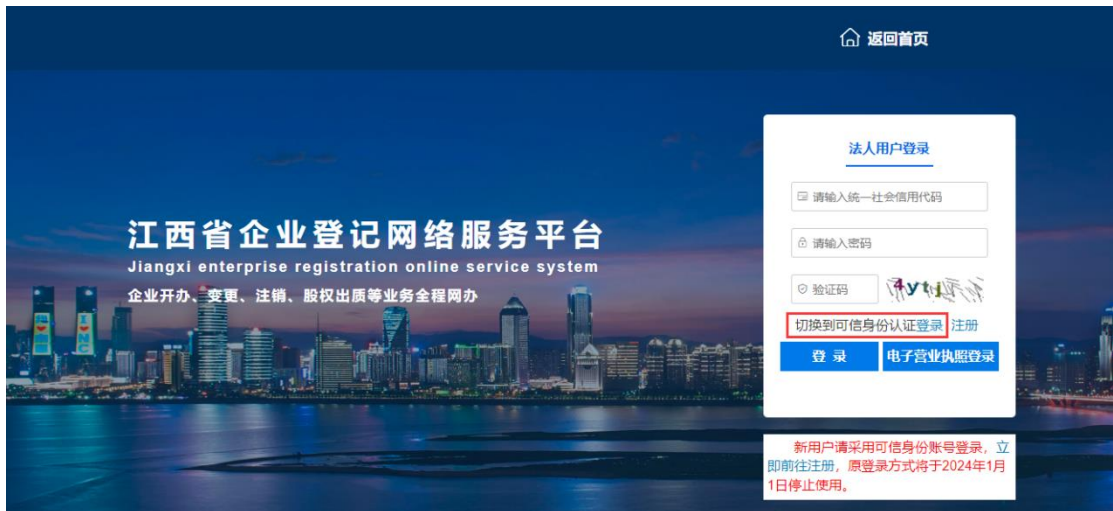 返回首页
法人用户登录
请输入统一社会信用代码
江西省企业登记网络服务平台
请输入密码
Jiangxi enterprise registration online service system
企业开办、变更、注销、股权出质等业务全程网办
验证码
切换到可信身份认证登录 注册
登 录
电子营业执照登录
新用户请采用可信身份账号登录，立
即前往注册，原登录方式将于2024年1月
1日停止使用。